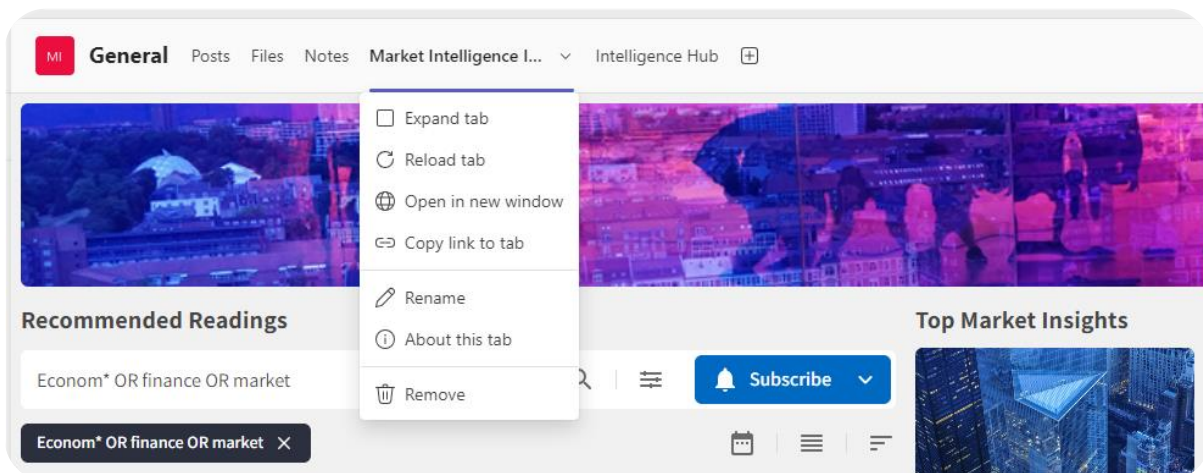 MI General Posts Files Notes Market Intelligence I... Intelligence Hub
Expand tab
Reload tab
Open in new window
Copy link to tab
Rename
About this tab
Remove
Recommended Readings
Econom* OR finance OR market
Subscribe
Econom* OR finance OR market
Top Market Insights